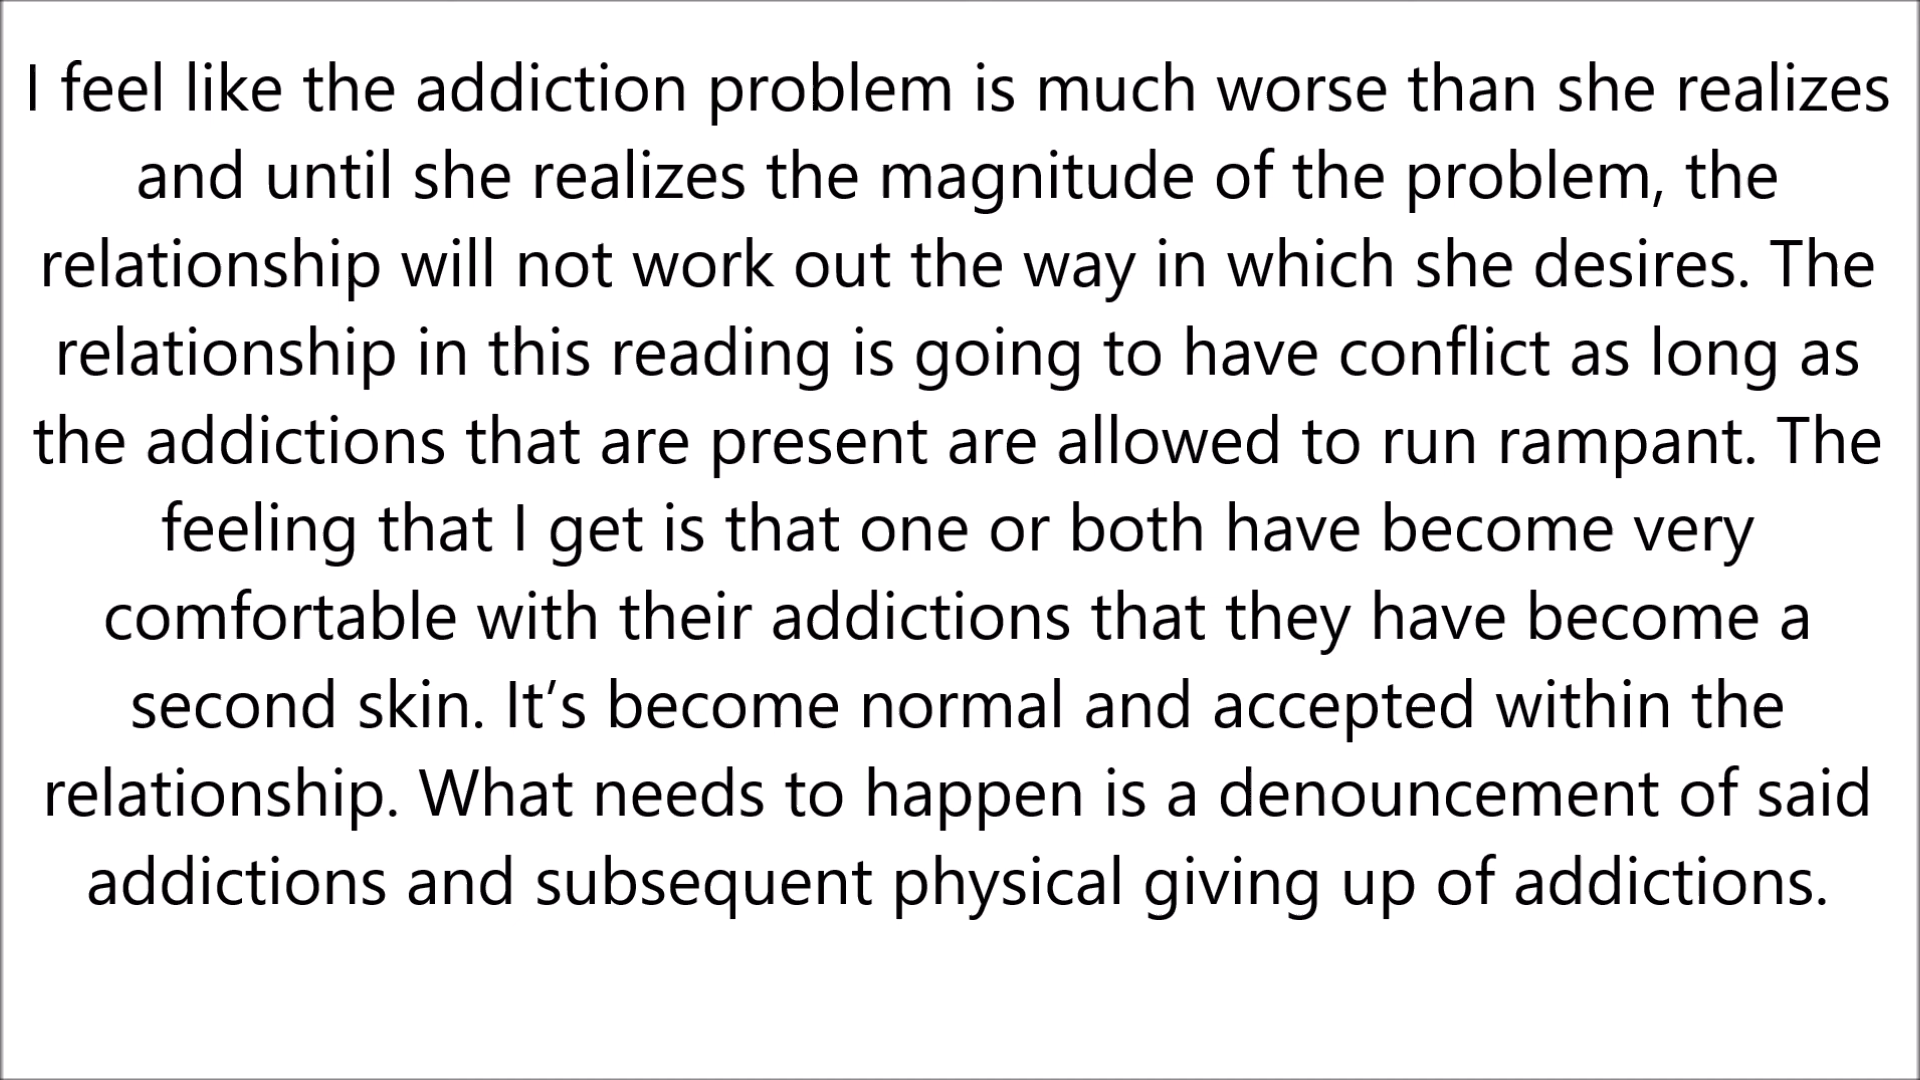 I feel like the addiction problem is much worse than she realizes
and until she realizes the magnitude of the problem, the
relationship will not work out the way in which she desires. The
relationship in this reading is going to have conflict as long as
the addictions that are present are allowed to run rampant. The
feeling that I get is that one or both have become very
comfortable with their addictions that they have become a
second skin. It’s become normal and accepted within the
relationship. What needs to happen is a denouncement of said
addictions and subsequent physical giving up of addictions.